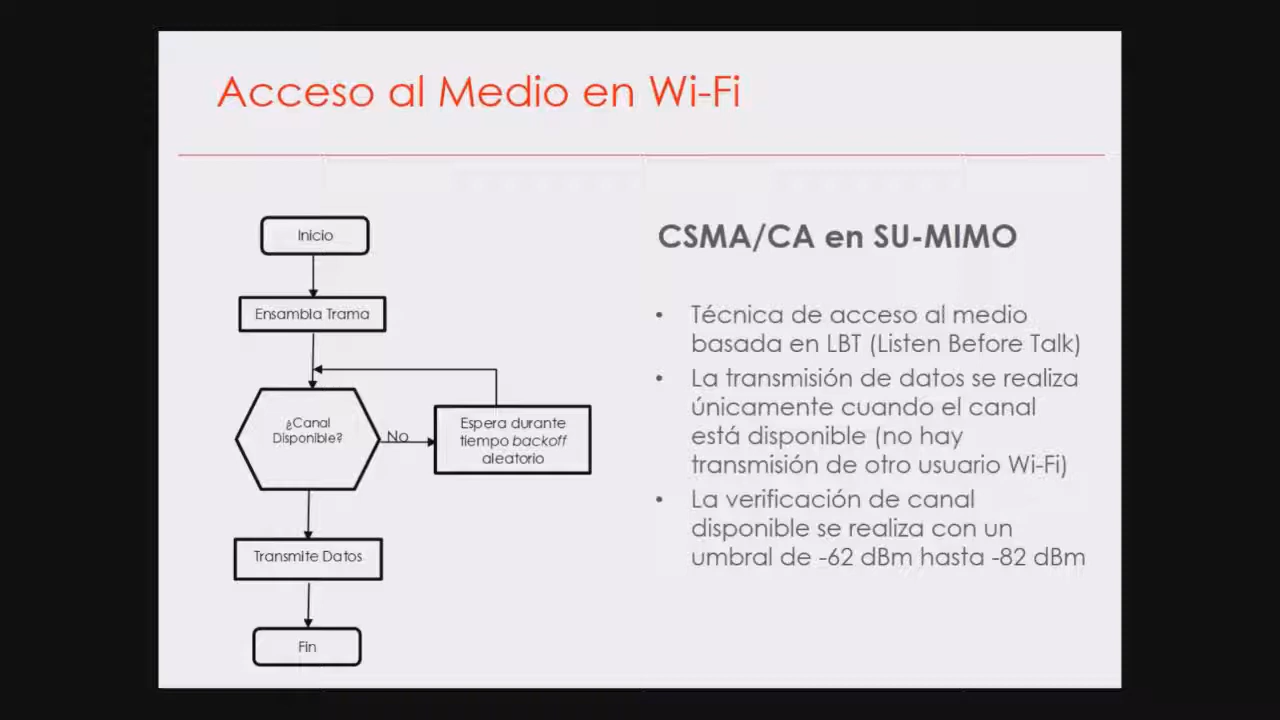 Acceso al Medio en Wi-Fi
Inicio
Ensambla Trama
¿Canal
Disponible?
No
Espera durante
tiempo backoff
aleatorio
Transmite Datos
Fin
CSMA/CA en SU-MIMO
• Técnica de acceso al medio
basada en LBT (Listen Before Talk)
• La transmisión de datos se realiza
únicamente cuando el canal
está disponible (no hay
transmisión de otro usuario Wi-Fi)
• La verificación de canal
disponible se realiza con un
umbral de -62 dBm hasta -82 dBm